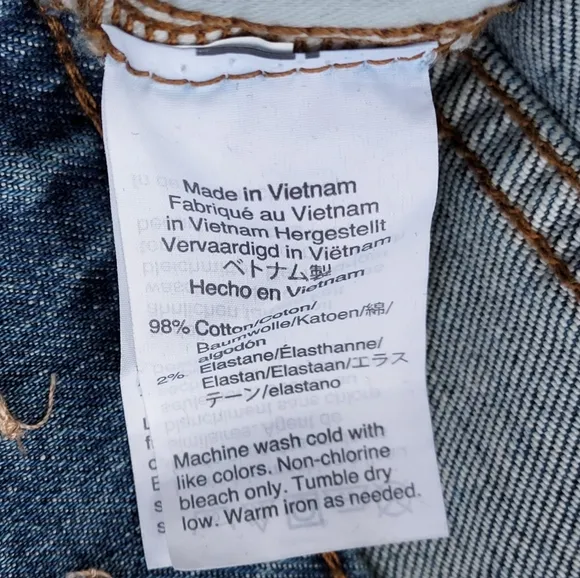 Made in Vietnam
Fabriqué au Vietnam
in Vietnam Hergestellt
Vervaardigd in Viëtnam
ベトナム製
Hecho en Vietnam
98% Cotton/Coton/
Baumwolle/Katoen/綿/
algodón
2% Elastane/Élasthanne/
Elastan/Elastaan/エラス
テーン/elastano
Machine wash cold with
like colors. Non-chlorine
bleach only. Tumble dry
low. Warm iron as needed.